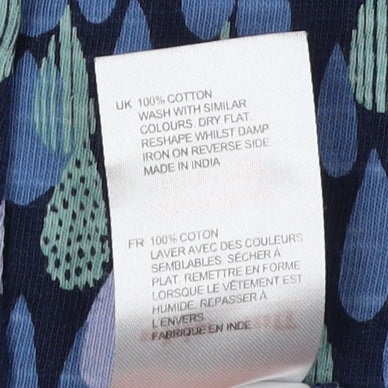 UK 100% COTTON
WASH WITH SIMILAR
COLOURS. DRY FLAT.
RESHAPE WHILST DAMP
IRON ON REVERSE SIDE
MADE IN INDIA
FR 100% COTON
LAVER AVEC DES COULEURS
SEMBLABLES. SÉCHER À
PLAT. REMETTRE EN FORME
LORSQUE LE VÊTEMENT EST
HUMIDE. REPASSER À
L'ENVERS.
FABRIQUÉ EN INDE